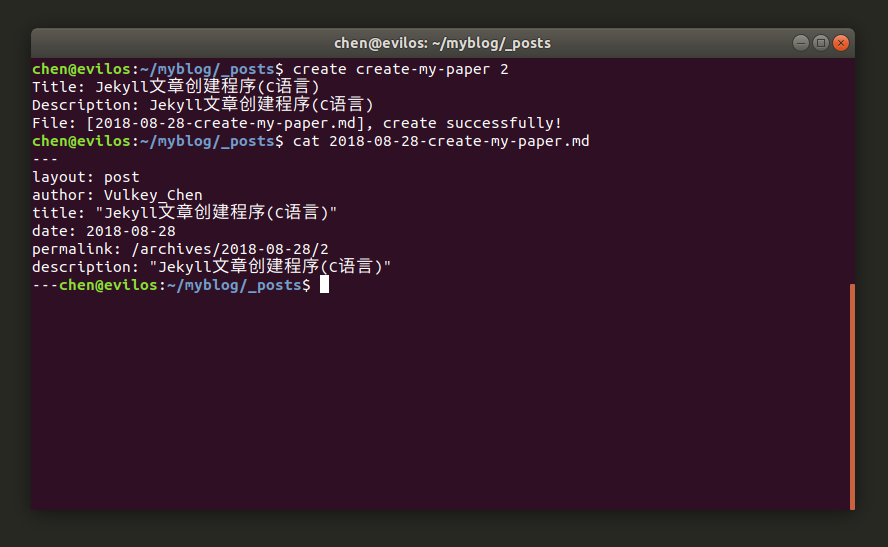 chen@evilos: ~/myblog/_posts
chen@evilos:~/myblog/_posts$ create create-my-paper 2
Title: Jekyll文章创建程序(C语言)
Description: Jekyll文章创建程序(C语言)
File: [2018-08-28-create-my-paper.md], create successfully!
chen@evilos:~/myblog/_posts$ cat 2018-08-28-create-my-paper.md
---
layout: post
author: Vulkey_Chen
title: "Jekyll文章创建程序(C语言)"
date: 2018-08-28
permalink: /archives/2018-08-28/2
description: "Jekyll文章创建程序(C语言)"
---chen@evilos:~/myblog/_posts$